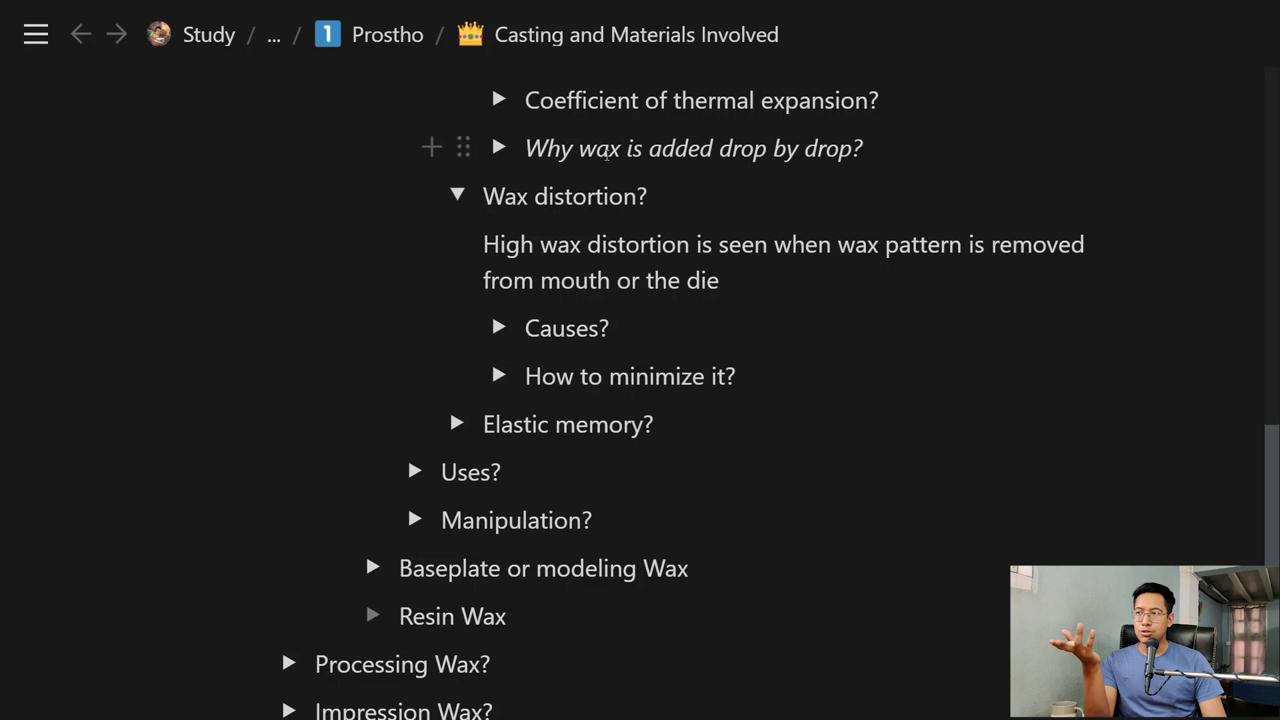 Study / ... / 1 Prostho / Casting and Materials Involved
Coefficient of thermal expansion?
Why wax is added drop by drop?
Wax distortion?
High wax distortion is seen when wax pattern is removed
from mouth or the die
Causes?
How to minimize it?
Elastic memory?
Uses?
Manipulation?
Baseplate or modeling Wax
Resin Wax
Processing Wax?
Impression Wax?